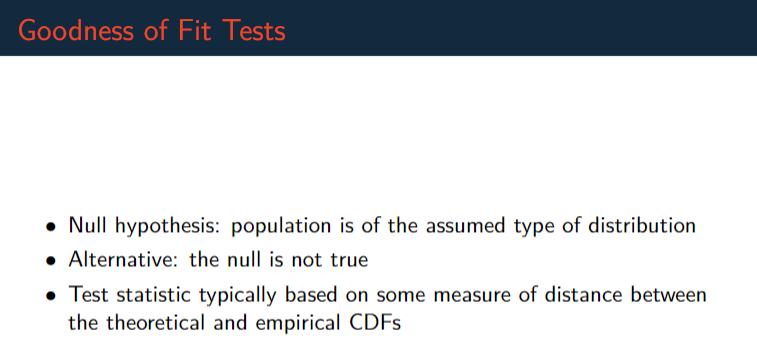 Goodness of Fit Tests
• Null hypothesis: population is of the assumed type of distribution
• Alternative: the null is not true
• Test statistic typically based on some measure of distance between
the theoretical and empirical CDFs